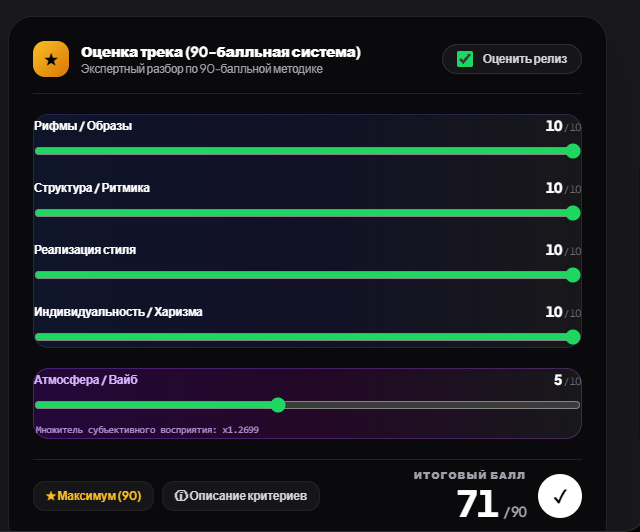 Оценка трека (90-балльная система)
Экспертный разбор по 90-балльной методике
Оценить релиз
Рифмы / Образы
10 /10
Структура / Ритмика
10 /10
Реализация стиля
10 /10
Индивидуальность / Харизма
10 /10
Атмосфера / Вайб
5 /10
Множитель субъективного восприятия: x1.2699
★ Максимум (90)
ⓘ Описание критериев
ИТОГОВЫЙ БАЛЛ
71 /90